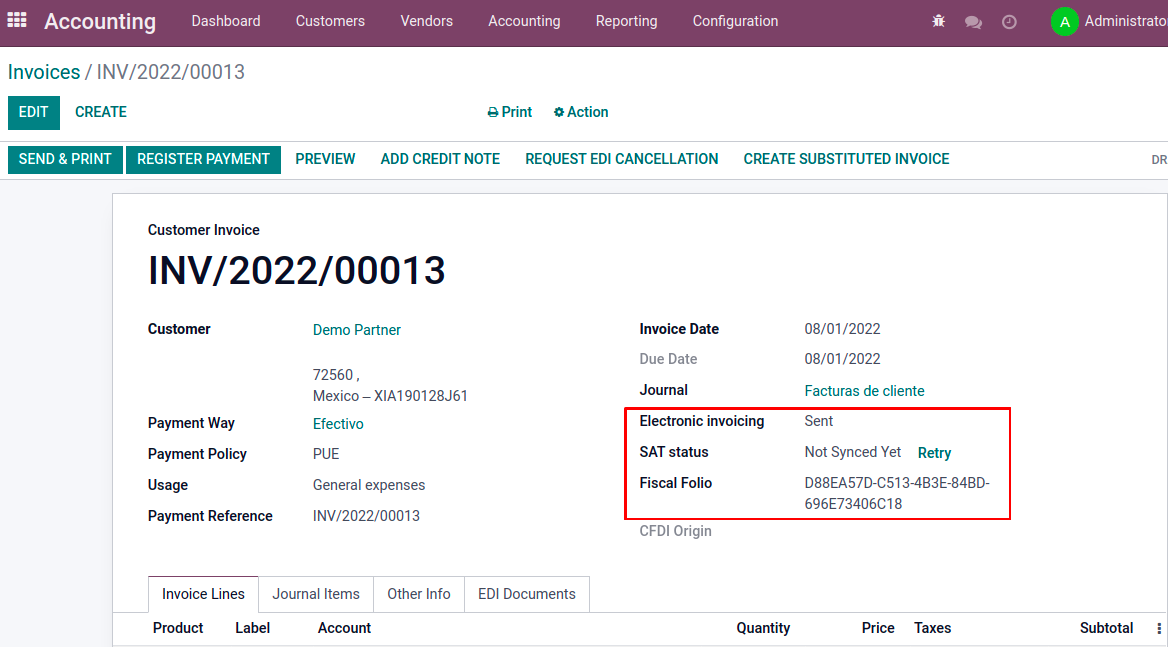 Accounting Dashboard Customers Vendors Accounting Reporting Configuration A Administrato
Invoices / INV/2022/00013
EDIT CREATE Print Action
SEND & PRINT REGISTER PAYMENT PREVIEW ADD CREDIT NOTE REQUEST EDI CANCELLATION CREATE SUBSTITUTED INVOICE DR
Customer Invoice
INV/2022/00013
Customer Demo Partner
72560 ,
Mexico – XIA190128J61
Payment Way Efectivo
Payment Policy PUE
Usage General expenses
Payment Reference INV/2022/00013
Invoice Date 08/01/2022
Due Date 08/01/2022
Journal Facturas de cliente
Electronic invoicing Sent
SAT status Not Synced Yet Retry
Fiscal Folio D88EA57D-C513-4B3E-84BD-
696E73406C18
CFDI Origin
Invoice Lines Journal Items Other Info EDI Documents
Product Label Account Quantity Price Taxes Subtotal